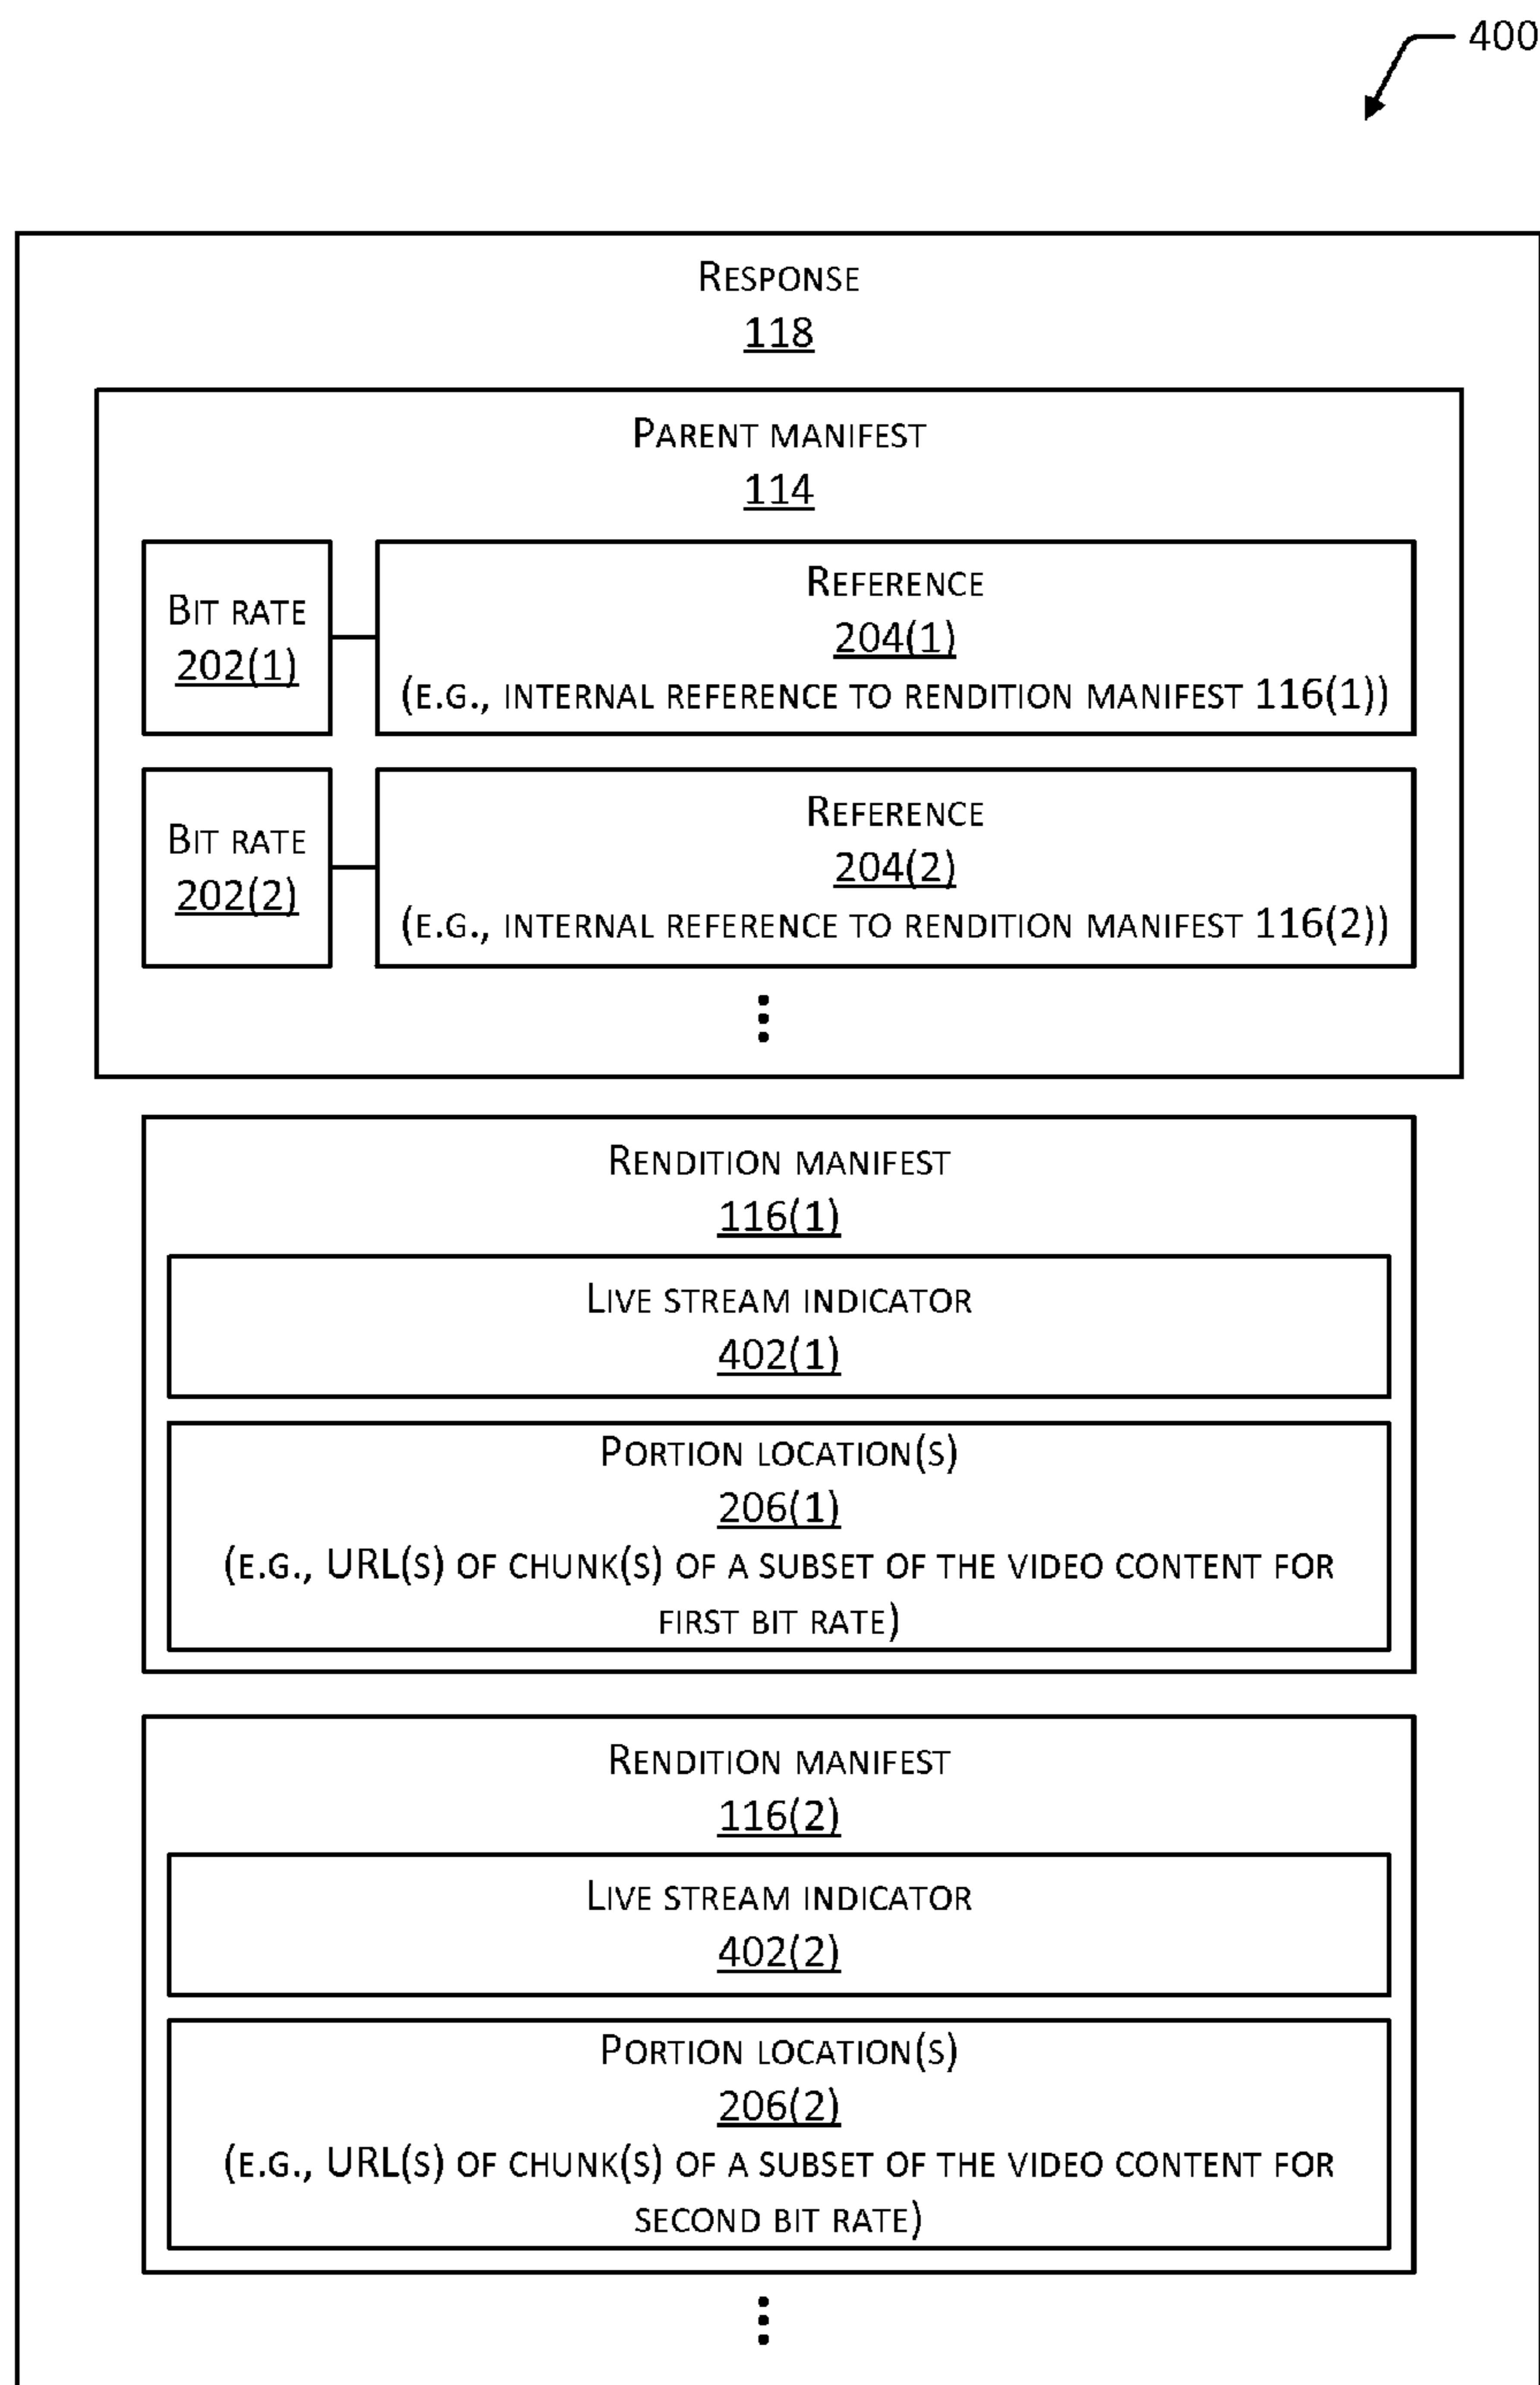 400
Response
118
Parent manifest
114
Bit rate
202(1)
Reference
204(1)
(e.g., internal reference to rendition manifest 116(1))
Bit rate
202(2)
Reference
204(2)
(e.g., internal reference to rendition manifest 116(2))
Rendition manifest
116(1)
Live stream indicator
402(1)
Portion location(s)
206(1)
(e.g., URL(s) of chunk(s) of a subset of the video content for
first bit rate)
Rendition manifest
116(2)
Live stream indicator
402(2)
Portion location(s)
206(2)
(e.g., URL(s) of chunk(s) of a subset of the video content for
second bit rate)